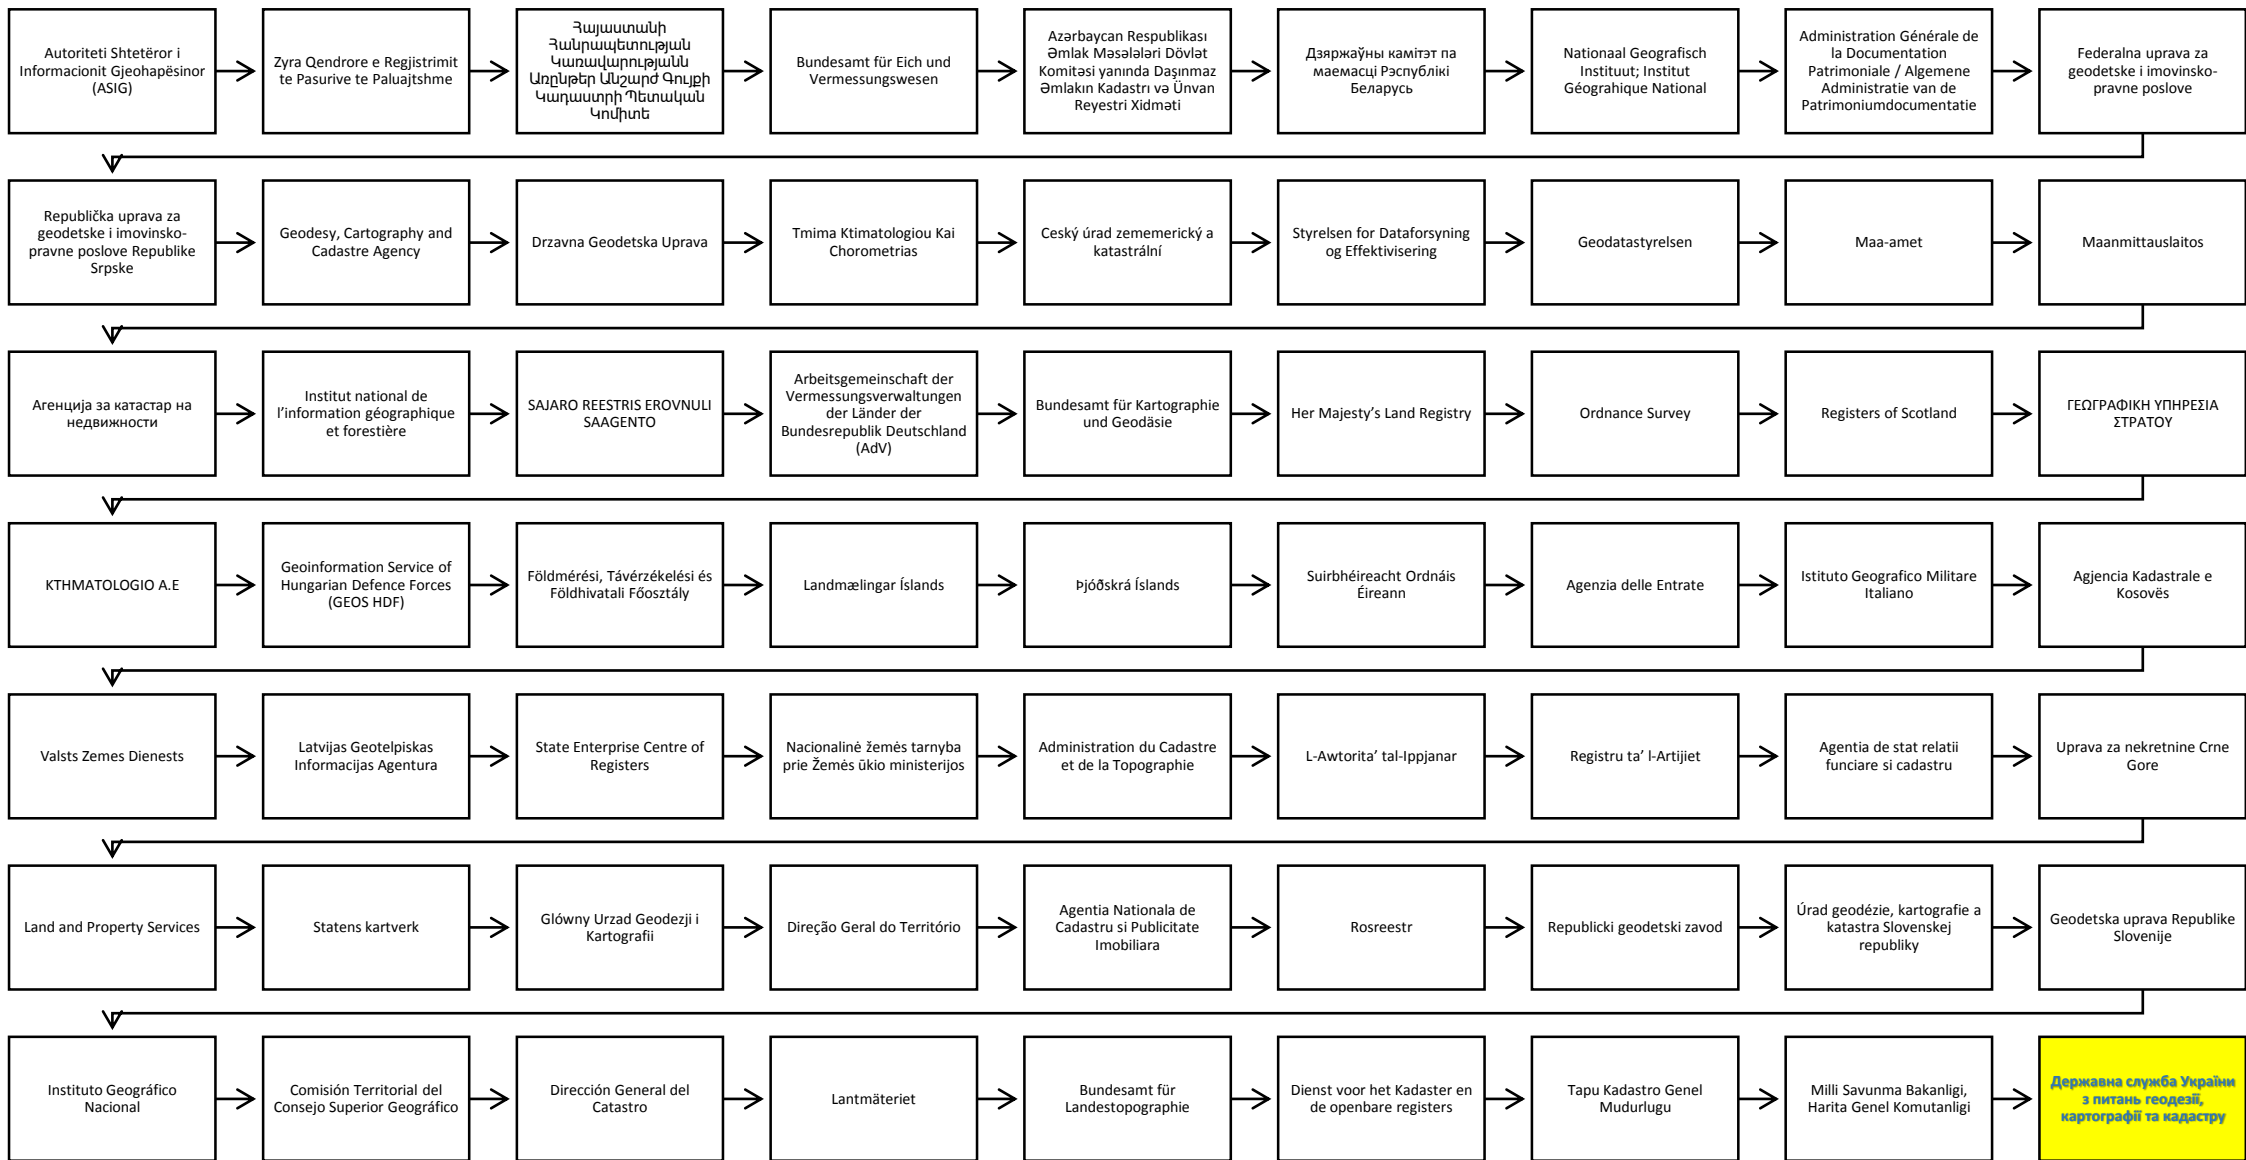 Autoriteti Shtetëror i
Informacionit Gjeohapësinor
(ASIG)
Zyra Qendrore e Regjistrimit
te Pasurive te Paluajtshme
Հայաստանի
Հանրապետության
Կառավարությանն
Առընթեր Անշարժ Գույքի
Կադաստրի Պետական
Կոմիտե
Bundesamt für Eich und
Vermessungswesen
Azərbaycan Respublikası
Əmlak Məsələləri Dövlət
Komitəsi yanında Daşınmaz
Əmlakın Kadastrı və Ünvan
Reyestri Xidməti
Дзяржаўны камітэт па
маемасці Рэспублікі
Беларусь
Nationaal Geografisch
Instituut; Institut
Géograhique National
Administration Générale de
la Documentation
Patrimoniale / Algemene
Administratie van de
Patrimoniumdocumentatie
Federalna uprava za
geodetske i imovinsko-
pravne poslove
Republička uprava za
geodetske i imovinsko-
pravne poslove Republike
Srpske
Geodesy, Cartography and
Cadastre Agency
Drzavna Geodetska Uprava
Tmima Ktimatologiou Kai
Chorometrias
Ceský úrad zememerický a
katastrální
Styrelsen for Dataforsyning
og Effektivisering
Geodatastyrelsen
Maa-amet
Maanmittauslaitos
Агенција за катастар на
недвижности
Institut national de
l'information géographique
et forestière
SAJARO REESTRIS EROVNULI
SAAGENTO
Arbeitsgemeinschaft der
Vermessungsverwaltungen
der Länder der
Bundesrepublik Deutschland
(AdV)
Bundesamt für Kartographie
und Geodäsie
Her Majesty's Land Registry
Ordnance Survey
Registers of Scotland
ΓΕΩΓΡΑΦΙΚΗ ΥΠΗΡΕΣΙΑ
ΣΤΡΑΤΟΥ
KTHMATOLOGIO A.E
Geoinformation Service of
Hungarian Defence Forces
(GEOS HDF)
Földmérési, Távérzékelési és
Földhivatali Főosztály
Landmælingar Íslands
Þjóðskrá Íslands
Suirbhéireacht Ordnáis
Éireann
Agenzia delle Entrate
Istituto Geografico Militare
Italiano
Agjencia Kadastrale e
Kosovës
Valsts Zemes Dienests
Latvijas Geotelpiskas
Informacijas Agentura
State Enterprise Centre of
Registers
Nacionalinė žemės tarnyba
prie Žemės ūkio ministerijos
Administration du Cadastre
et de la Topographie
L-Awtorita' tal-Ippjanar
Registru ta' l-Artijiet
Agentia de stat relatii
funciare si cadastru
Uprava za nekretnine Crne
Gore
Land and Property Services
Statens kartverk
Glówny Urzad Geodezji i
Kartografii
Direção Geral do Território
Agentia Nationala de
Cadastru si Publicitate
Imobiliara
Rosreestr
Republicki geodetski zavod
Úrad geodézie, kartografie a
katastra Slovenskej
republiky
Geodetska uprava Republike
Slovenije
Instituto Geográfico
Nacional
Comisión Territorial del
Consejo Superior Geográfico
Dirección General del
Catastro
Lantmäteriet
Bundesamt für
Landestopographie
Dienst voor het Kadaster en
de openbare registers
Tapu Kadastro Genel
Mudurlugu
Milli Savunma Bakanligi,
Harita Genel Komutanligi
Державна служба України
з питань геодезії,
картографії та кадастру